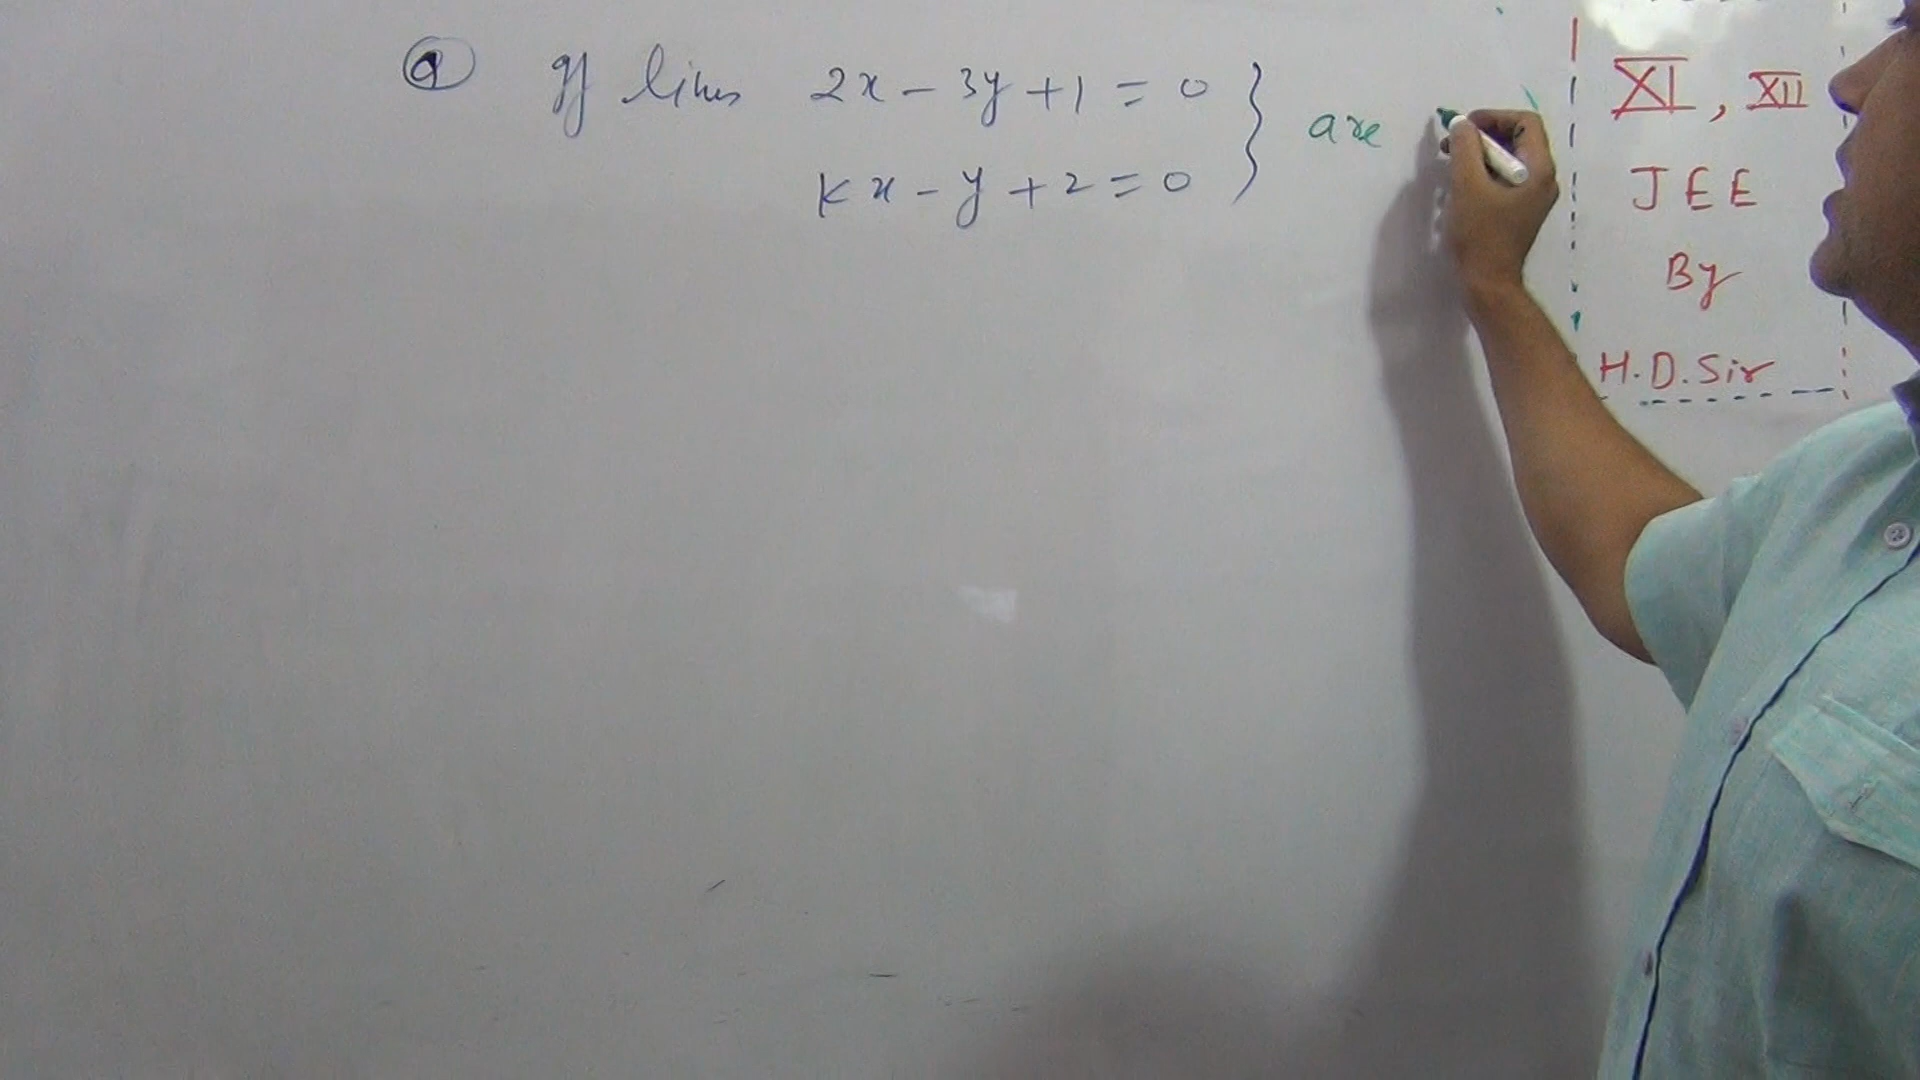 Q If lines 2x - 3y + 1 = 0 } are
kx - y + 2 = 0
XI, XII
JEE
By
H.D. Sir